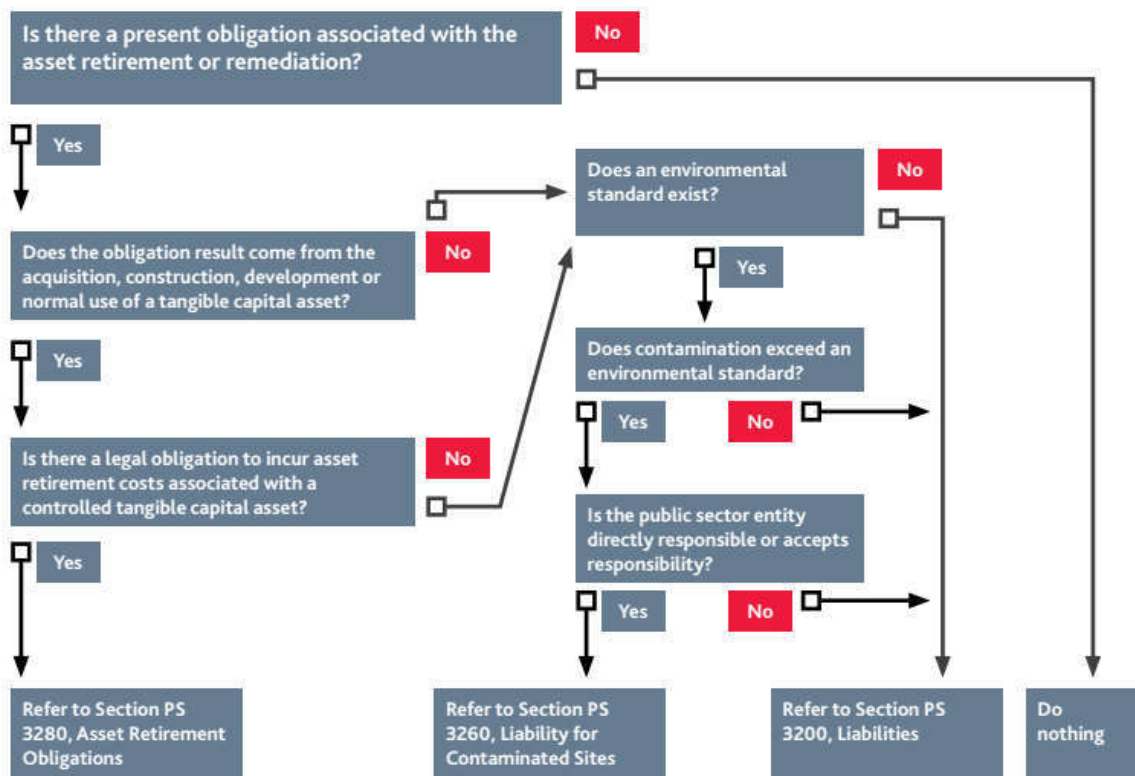 Is there a present obligation associated with the
asset retirement or remediation?
No
Yes
Does an environmental
standard exist?
No
Does the obligation result come from the
acquisition, construction, development or
normal use of a tangible capital asset?
No
Yes
Yes
Does contamination exceed an
environmental standard?
Yes
No
Is there a legal obligation to incur asset
retirement costs associated with a
controlled tangible capital asset?
No
Yes
Is the public sector entity
directly responsible or accepts
responsibility?
Yes
No
Refer to Section PS
3280, Asset Retirement
Obligations
Refer to Section PS
3260, Liability for
Contaminated Sites
Refer to Section PS
3200, Liabilities
Do
nothing